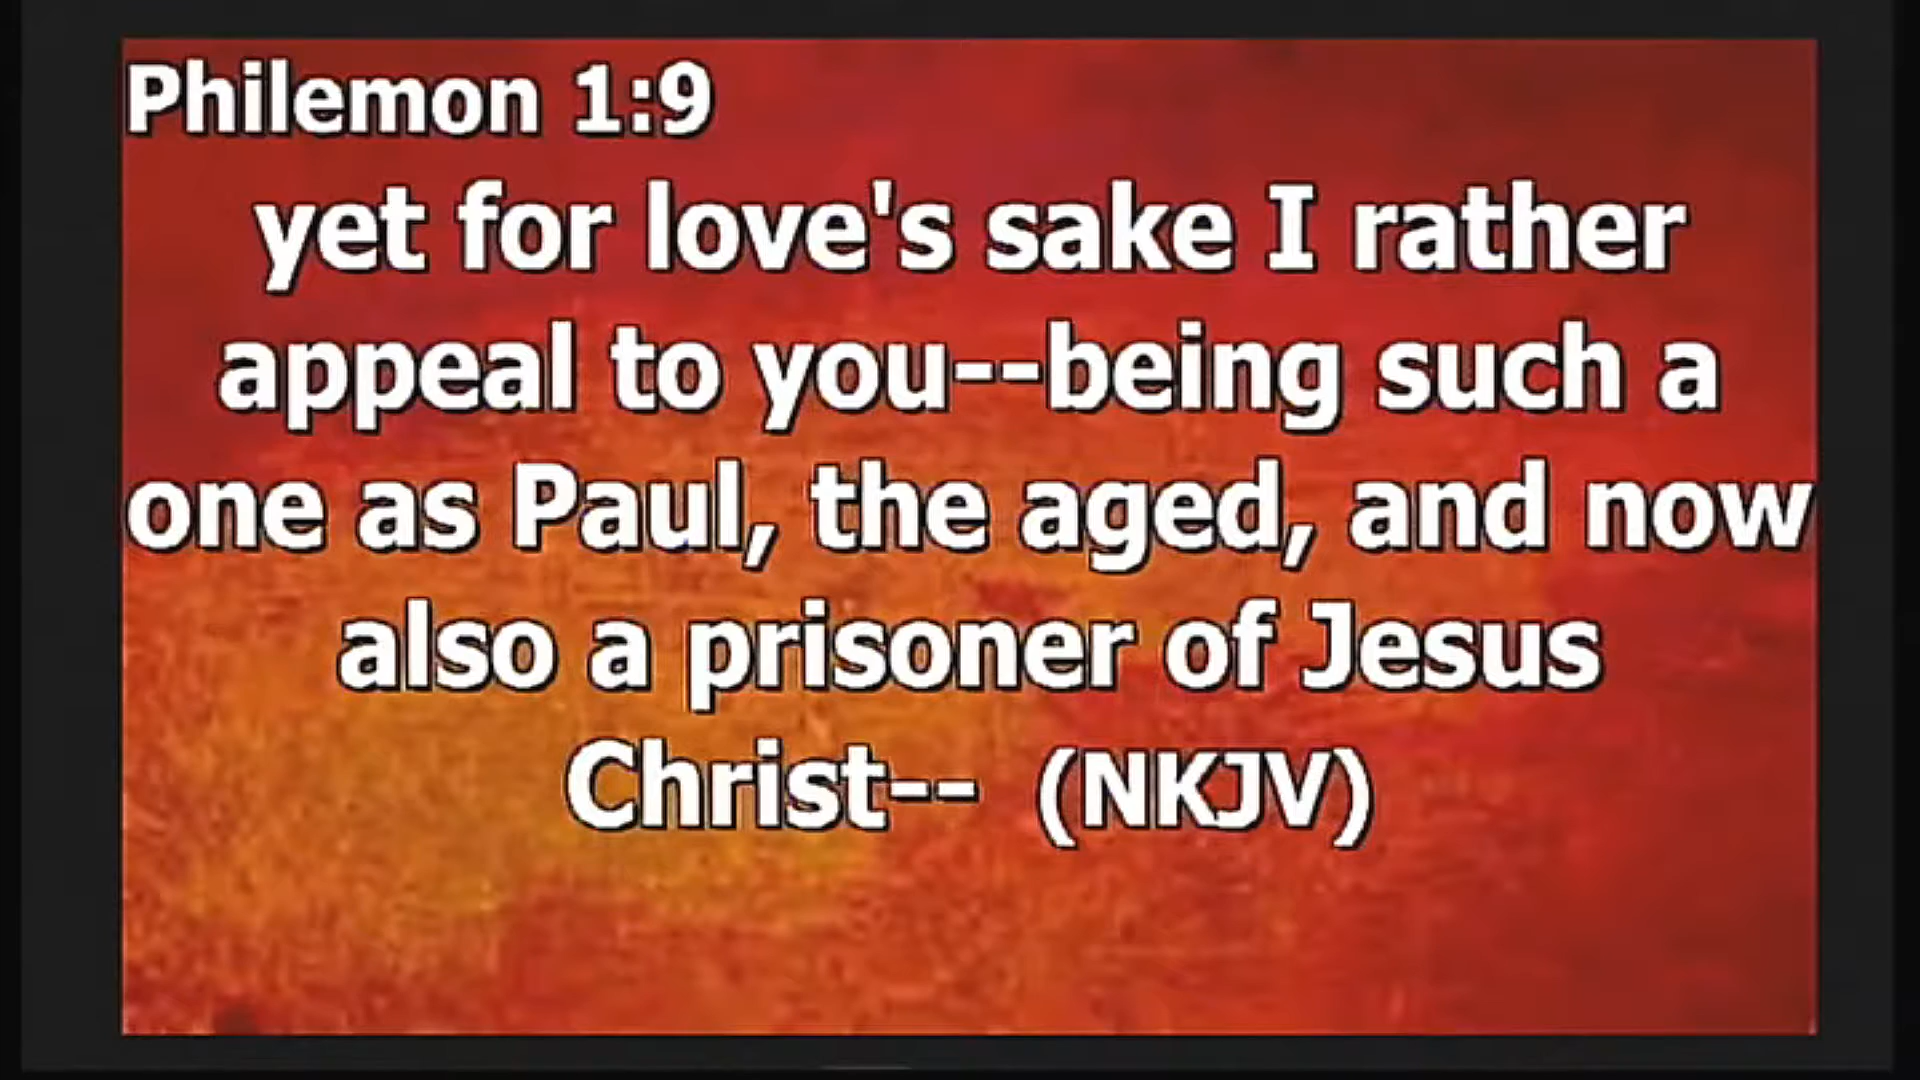 Philemon 1:9
yet for love's sake I rather
appeal to you--being such a
one as Paul, the aged, and now
also a prisoner of Jesus
Christ-- (NKJV)